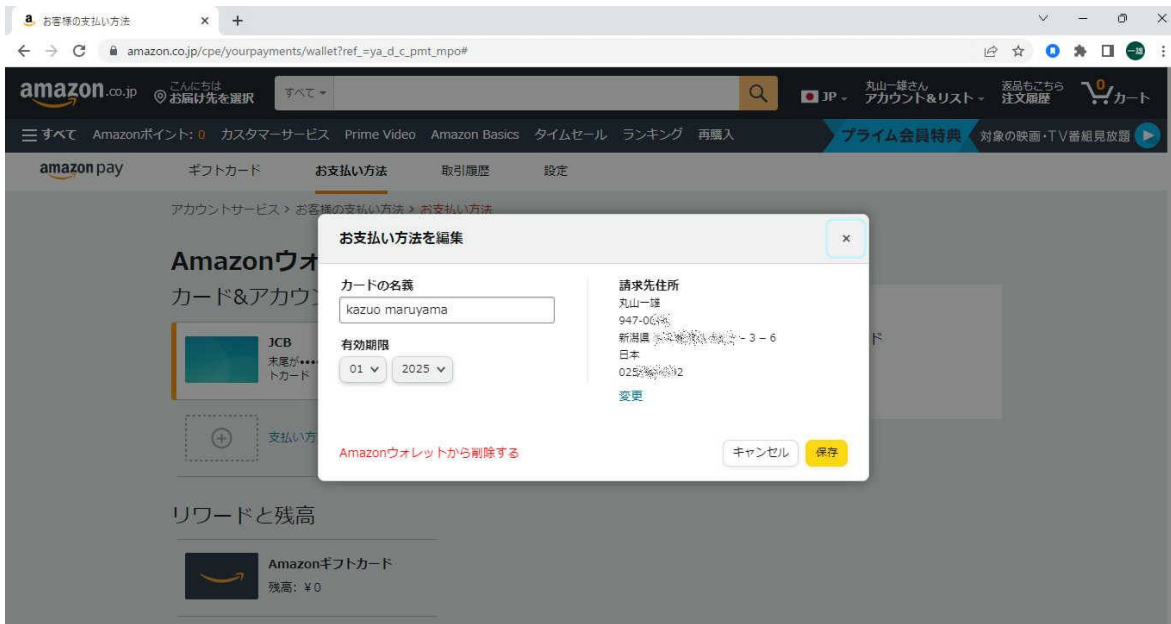 お客様の支払い方法
amazon.co.jp/cpe/yourpayments/wallet?ref_=ya_d_c_pmt_mpo#
amazon.co.jp
こんにちは
お届け先を選択
すべて
JP
丸山一雄さん
アカウント&リスト
返品もこちら
注文履歴
0
カート
すべて Amazonポイント: 0 カスタマーサービス Prime Video Amazon Basics タイムセール ランキング 再購入
プライム会員特典 対象の映画・TV番組見放題
amazon pay ギフトカード お支払い方法 取引履歴 設定
アカウントサービス › お客様の支払い方法 › お支払い方法
お支払い方法を編集
Amazonウォ
カード&アカウン
カードの名義
kazuo maruyama
有効期限
01 2025
請求先住所
丸山一雄
947-0
新潟県 - 3 – 6
日本
025 2
変更
JCB
末尾が••••
トカード
ド
支払い方
Amazonウォレットから削除する
キャンセル
保存
リワードと残高
Amazonギフトカード
残高: ¥0